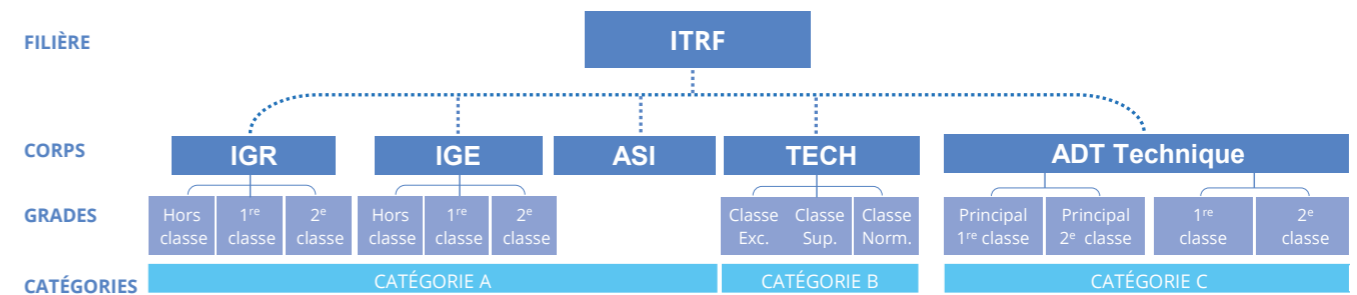 FILIÈRE
ITRF
CORPS
IGR
IGE
ASI
TECH
ADT Technique
GRADES
Hors
classe
1re
classe
2e
classe
Hors
classe
1re
classe
2e
classe
Classe
Exc.
Classe
Sup.
Classe
Norm.
Principal
1re classe
Principal
2e classe
1re
classe
2e
classe
CATÉGORIES
CATÉGORIE A
CATÉGORIE B
CATÉGORIE C